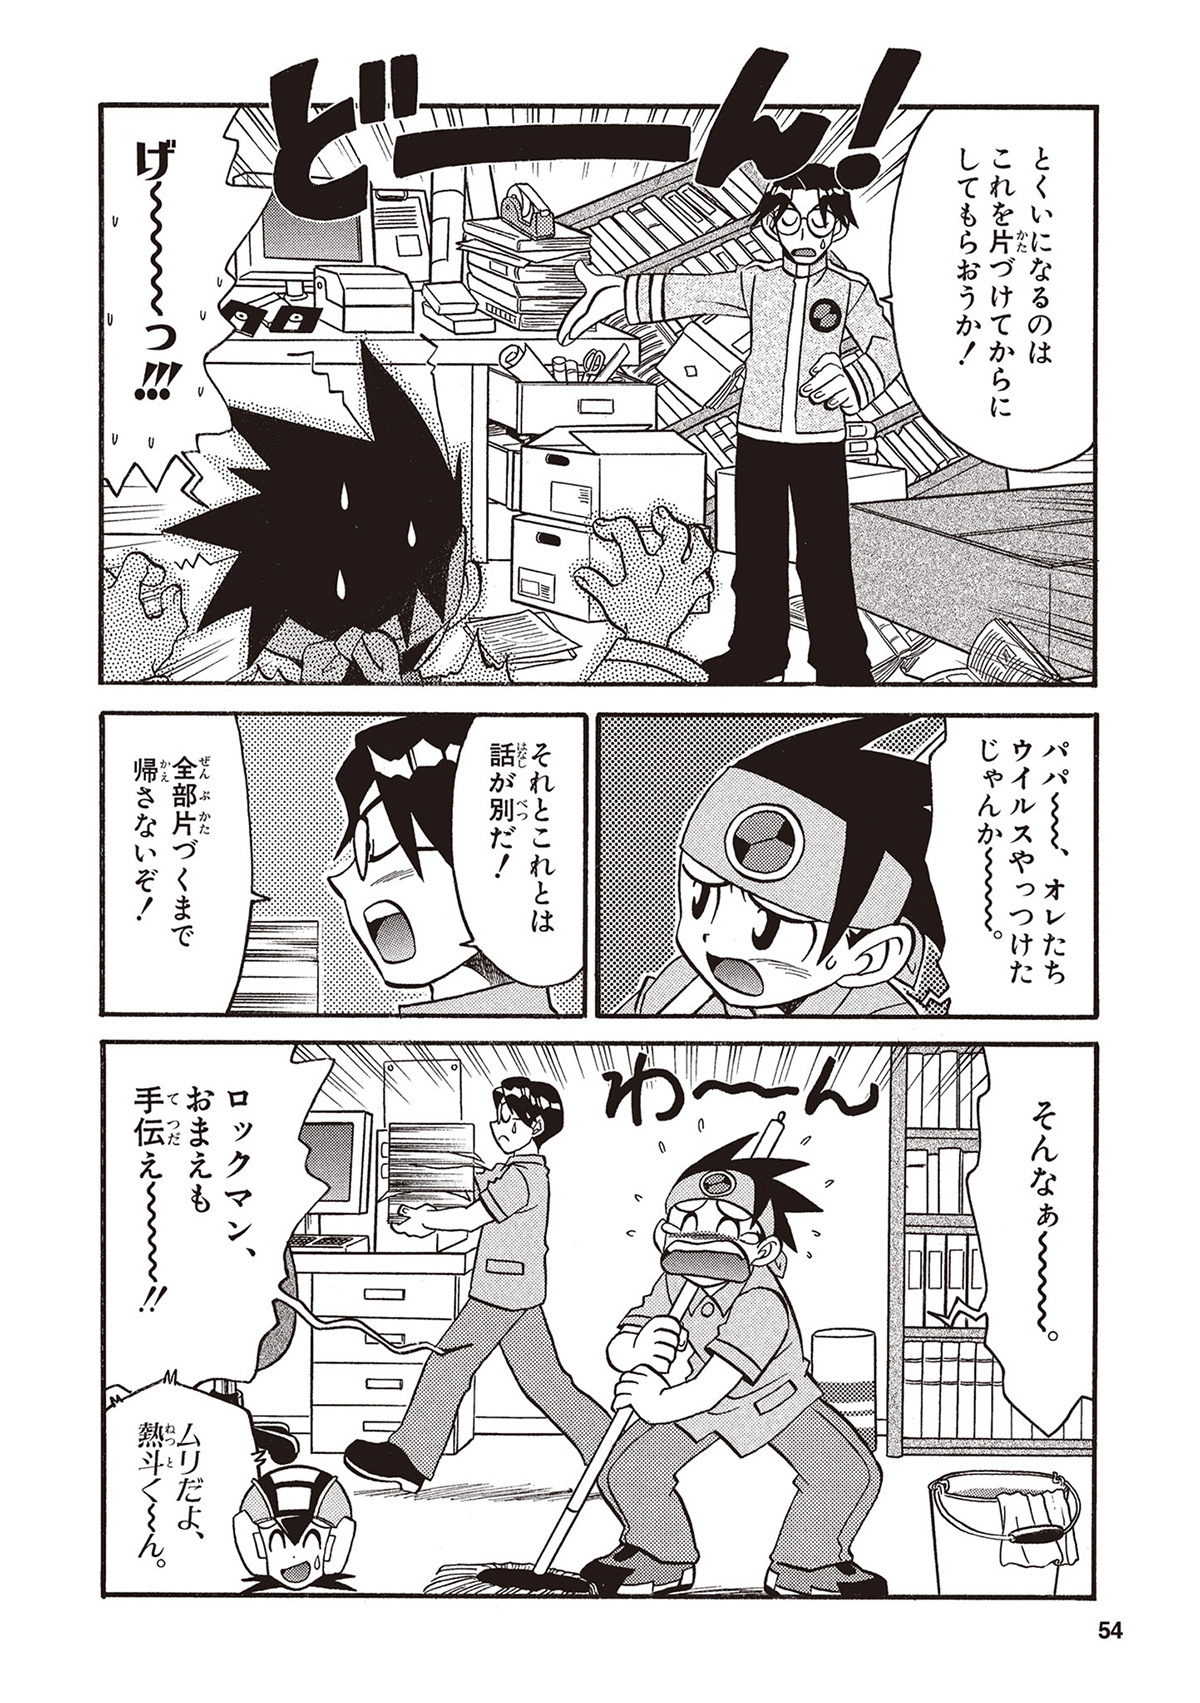 とくいになるのは
これを片づけてからに
してもらおうか！
どーーん！
げ〜〜〜〜っ!!!
パパ〜〜、オレたち
ウイルスやっつけた
じゃんか〜〜〜。
それとこれとは
話が別だ！
全部片づくまで
帰さないぞ！
そんなぁ〜〜〜〜。
わ〜〜ん
ロックマン、
おまえも
手伝え〜〜〜〜!!
ムリだよ、
熱斗く〜〜ん。
54